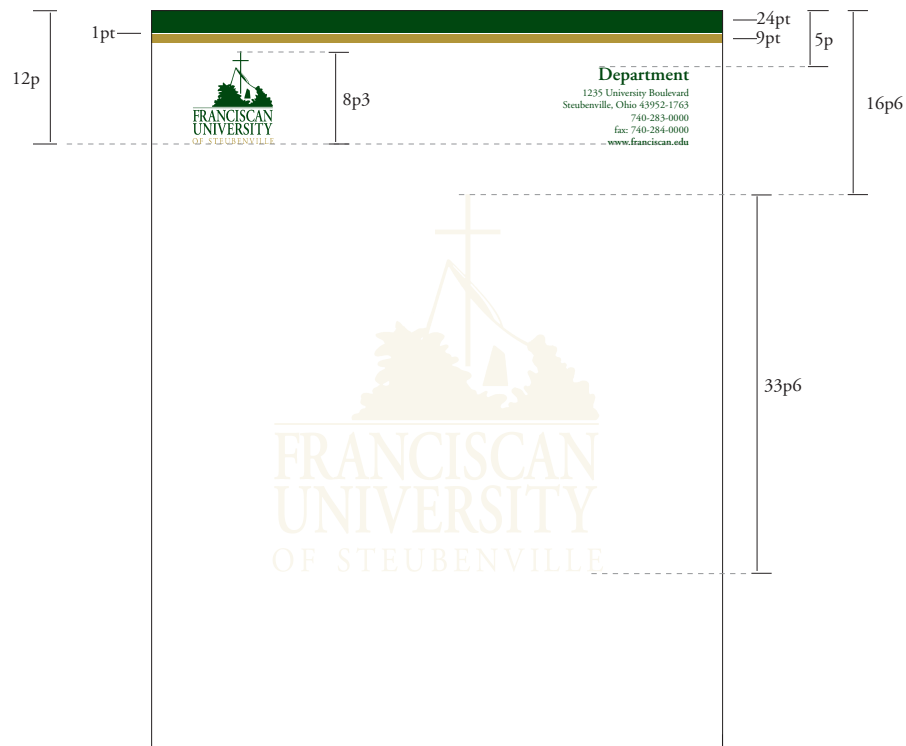 24pt
1pt
9pt
5p
12p
8p3
16p6
FRANCISCAN
UNIVERSITY
OF STEUBENVILLE
Department
1235 University Boulevard
Steubenville, Ohio 43952-1763
740-283-0000
fax: 740-284-0000
www.franciscan.edu
33p6
FRANCISCAN
UNIVERSITY
OF STEUBENVILLE